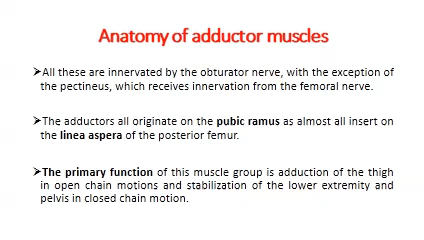 Anatomy of adductor muscles
➢All these are innervated by the obturator nerve, with the exception of
the pectineus, which receives innervation from the femoral nerve.
➢The adductors all originate on the pubic ramus as almost all insert on
the linea aspera of the posterior femur.
➢The primary function of this muscle group is adduction of the thigh
in open chain motions and stabilization of the lower extremity and
pelvis in closed chain motion.